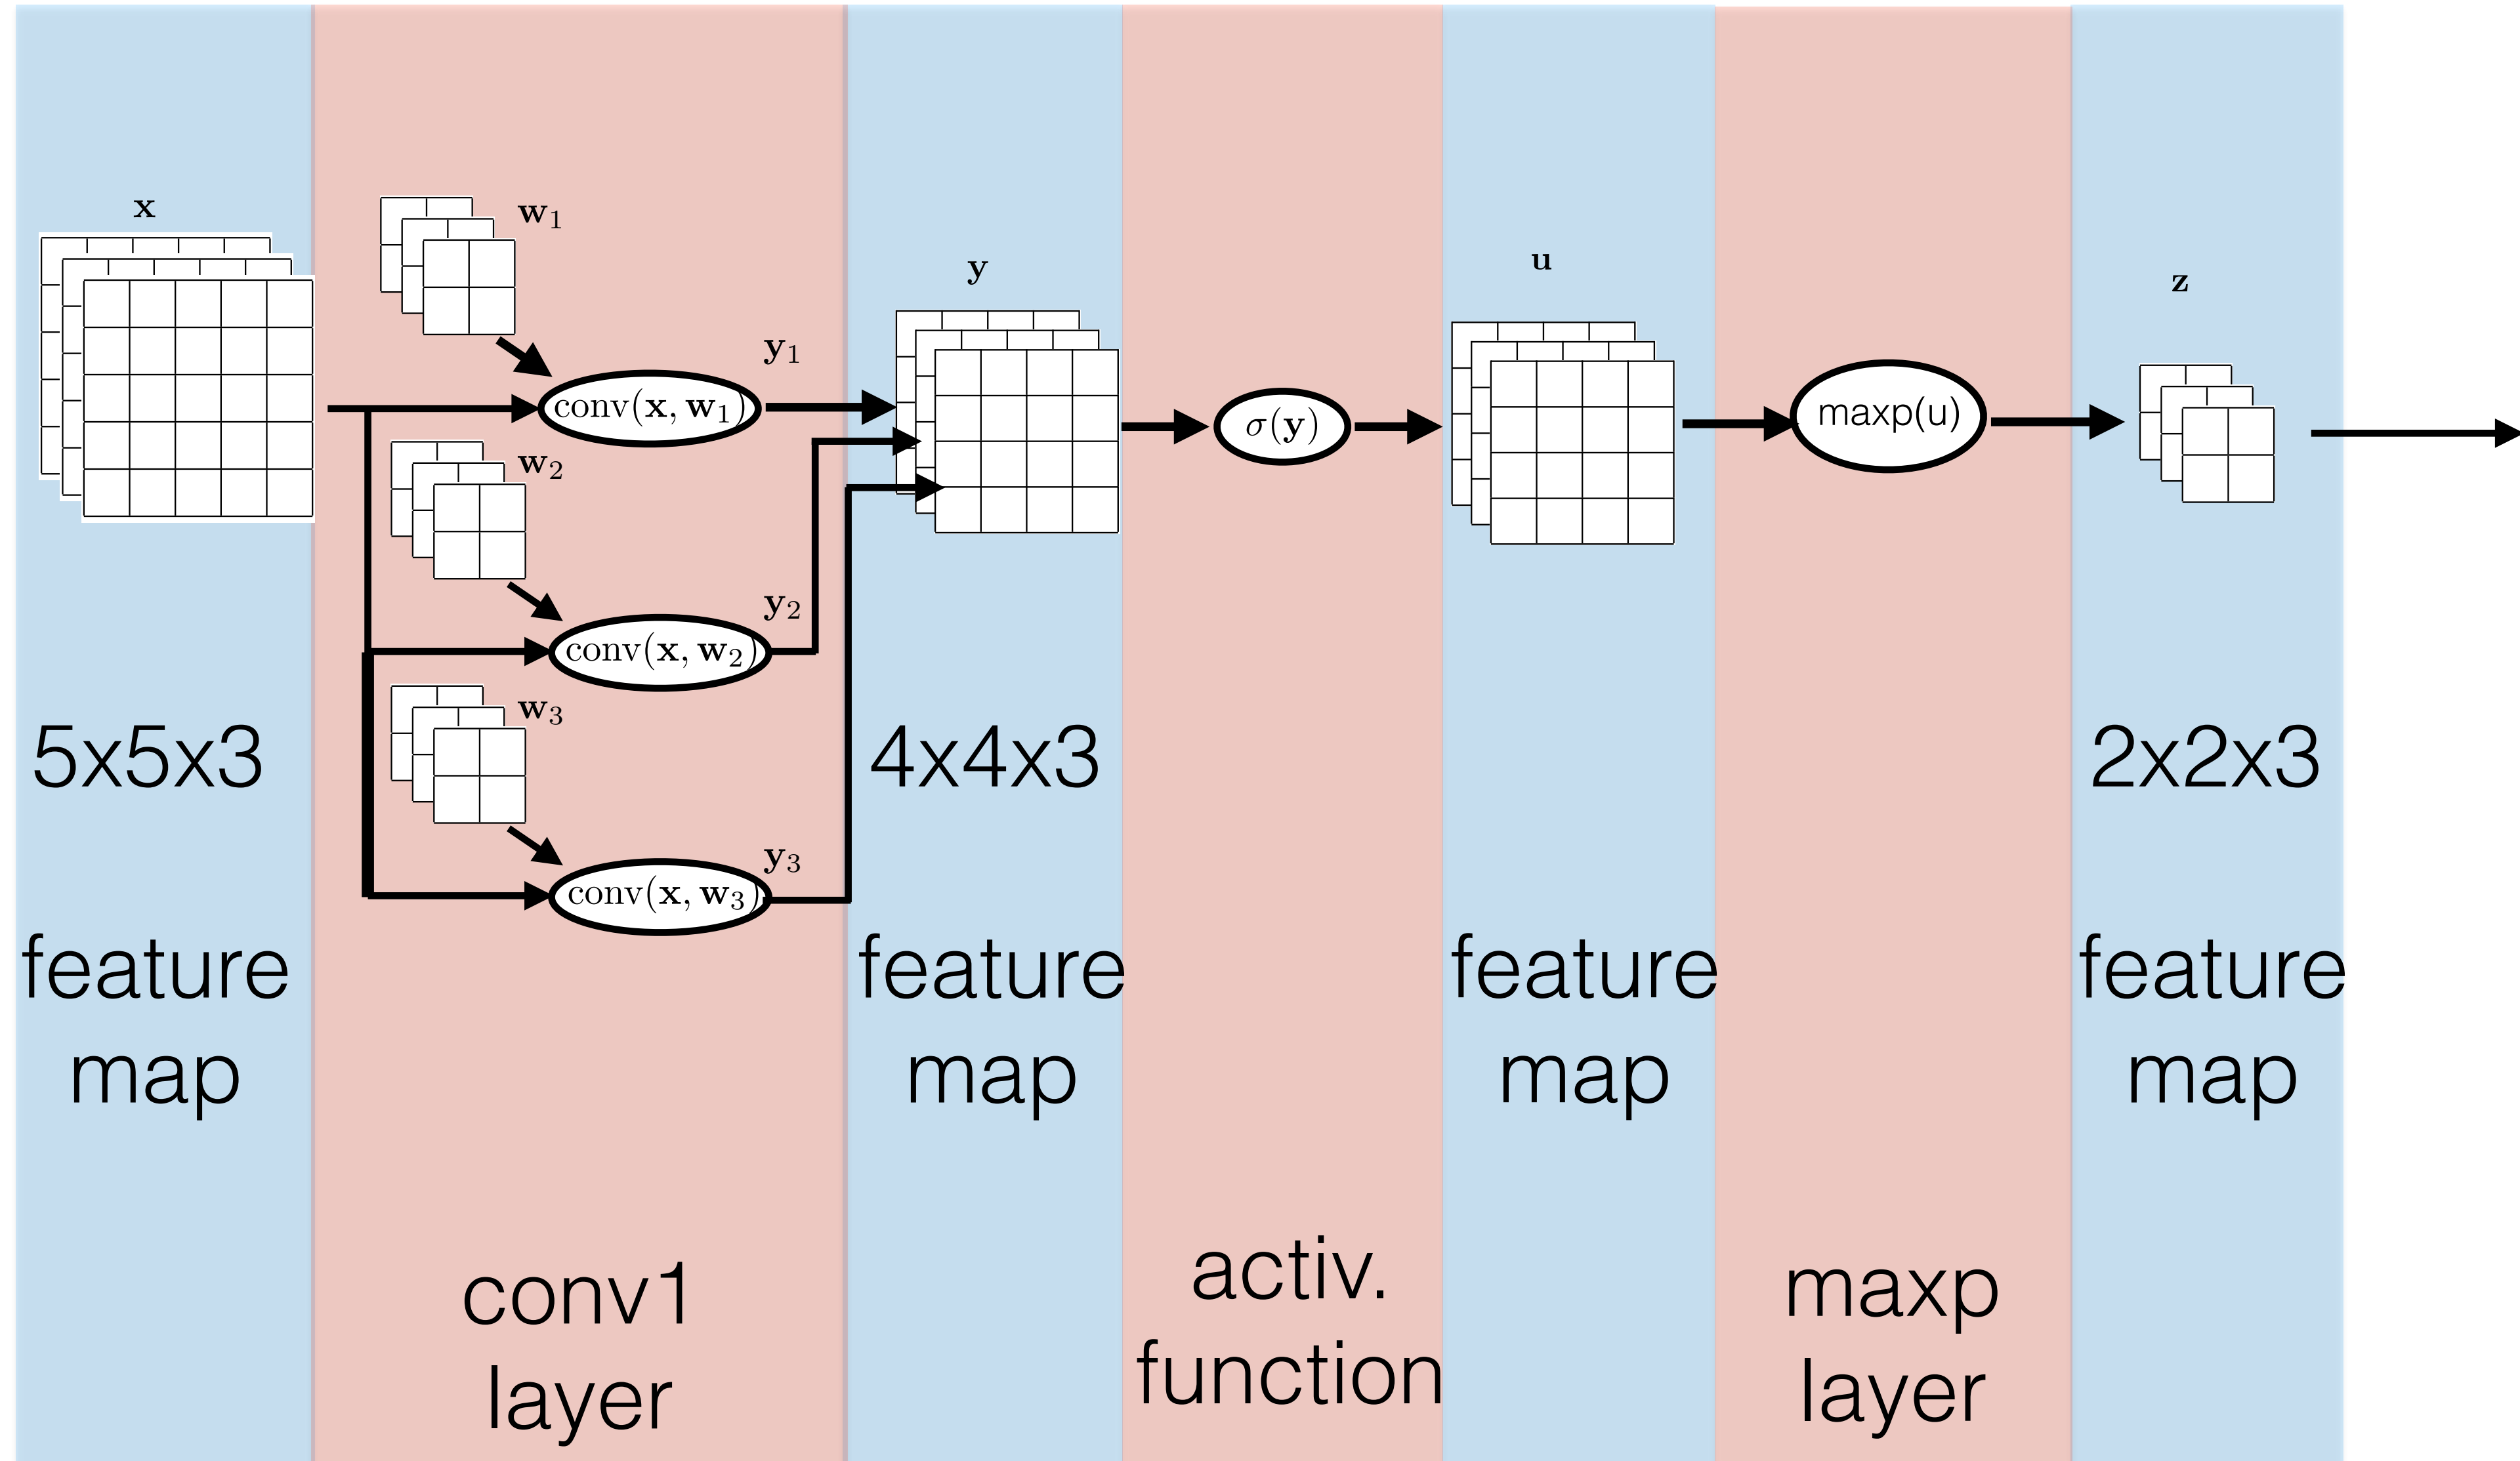 x
w₁
y₁
conv(x, w₁)
w₂
y₂
conv(x, w₂)
w₃
y₃
conv(x, w₃)
y
σ(y)
u
maxp(u)
z
5x5x3
4x4x3
2x2x3
feature
map
feature
map
feature
map
feature
map
conv1
layer
activ.
function
maxp
layer